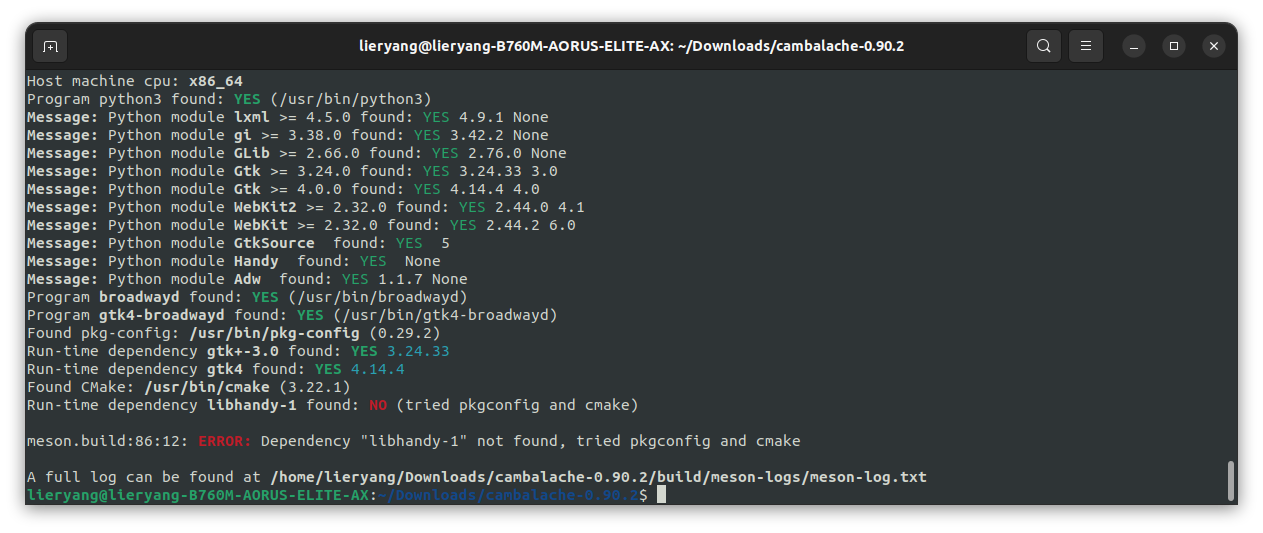 lieryang@lieryang-B760M-AORUS-ELITE-AX: ~/Downloads/cambalache-0.90.2
Host machine cpu: x86_64
Program python3 found: YES (/usr/bin/python3)
Message: Python module lxml >= 4.5.0 found: YES 4.9.1 None
Message: Python module gi >= 3.38.0 found: YES 3.42.2 None
Message: Python module GLib >= 2.66.0 found: YES 2.76.0 None
Message: Python module Gtk >= 3.24.0 found: YES 3.24.33 3.0
Message: Python module Gtk >= 4.0.0 found: YES 4.14.4 4.0
Message: Python module WebKit2 >= 2.32.0 found: YES 2.44.0 4.1
Message: Python module WebKit >= 2.32.0 found: YES 2.44.2 6.0
Message: Python module GtkSource  found: YES  5
Message: Python module Handy  found: YES  None
Message: Python module Adw  found: YES 1.1.7 None
Program broadwayd found: YES (/usr/bin/broadwayd)
Program gtk4-broadwayd found: YES (/usr/bin/gtk4-broadwayd)
Found pkg-config: /usr/bin/pkg-config (0.29.2)
Run-time dependency gtk+-3.0 found: YES 3.24.33
Run-time dependency gtk4 found: YES 4.14.4
Found CMake: /usr/bin/cmake (3.22.1)
Run-time dependency libhandy-1 found: NO (tried pkgconfig and cmake)
meson.build:86:12: ERROR: Dependency "libhandy-1" not found, tried pkgconfig and cmake
A full log can be found at /home/lieryang/Downloads/cambalache-0.90.2/build/meson-logs/meson-log.txt
lieryang@lieryang-B760M-AORUS-ELITE-AX:~/Downloads/cambalache-0.90.2$